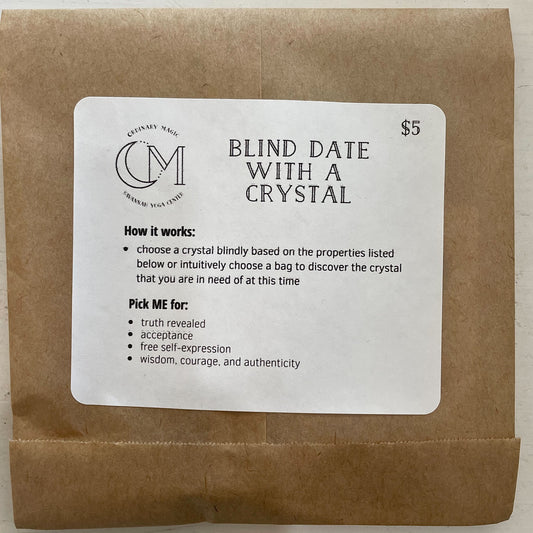 $5
ORDINARY MAGIC
OM
SAVANNAH YOGA CENTER
BLIND DATE
WITH A
CRYSTAL
How it works:
• choose a crystal blindly based on the properties listed
below or intuitively choose a bag to discover the crystal
that you are in need of at this time
Pick ME for:
• truth revealed
• acceptance
• free self-expression
• wisdom, courage, and authenticity